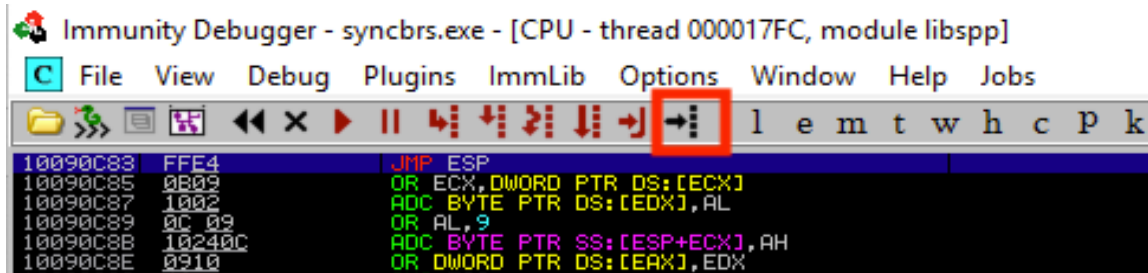 Immunity Debugger - syncbrs.exe - [CPU - thread 000017FC, module libspp]
C File View Debug Plugins ImmLib Options Window Help Jobs
l e m t w h c P k
10090C83 FFE4 JMP ESP
10090C85 0B09 OR ECX,DWORD PTR DS:[ECX]
10090C87 1002 ADC BYTE PTR DS:[EDX],AL
10090C89 0C 09 OR AL,9
10090C8B 10240C ADC BYTE PTR SS:[ESP+ECX],AH
10090C8E 0910 OR DWORD PTR DS:[EAX],EDX